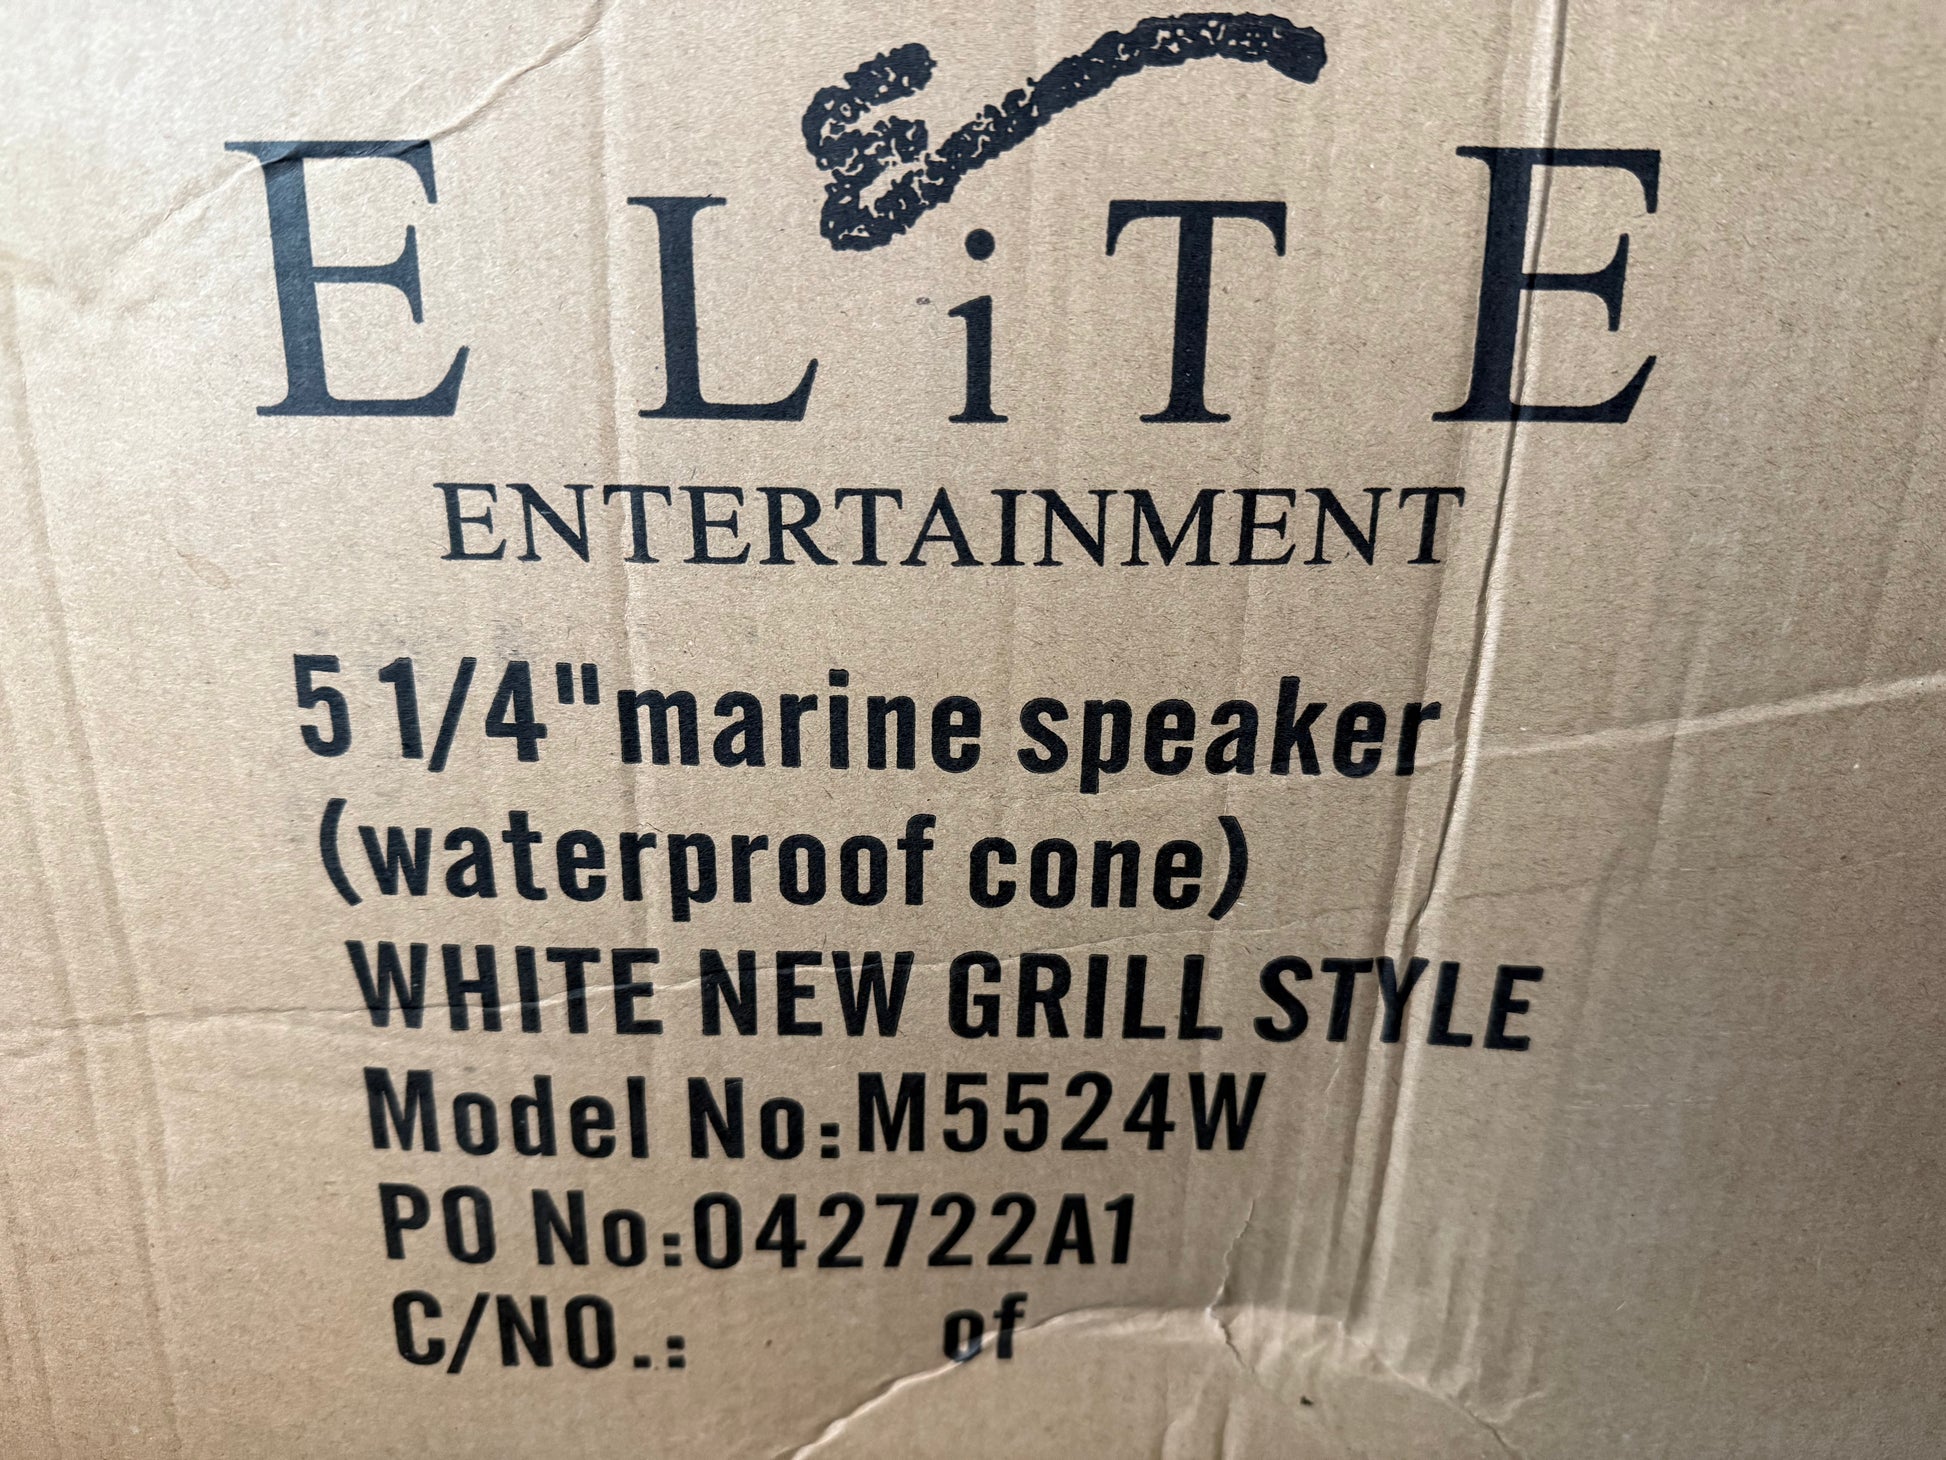 ELiTE
ENTERTAINMENT
5 1/4" marine speaker
(waterproof cone)
WHITE NEW GRILL STYLE
Model No:M5524W
PO No:042722A1
C/NO.: of